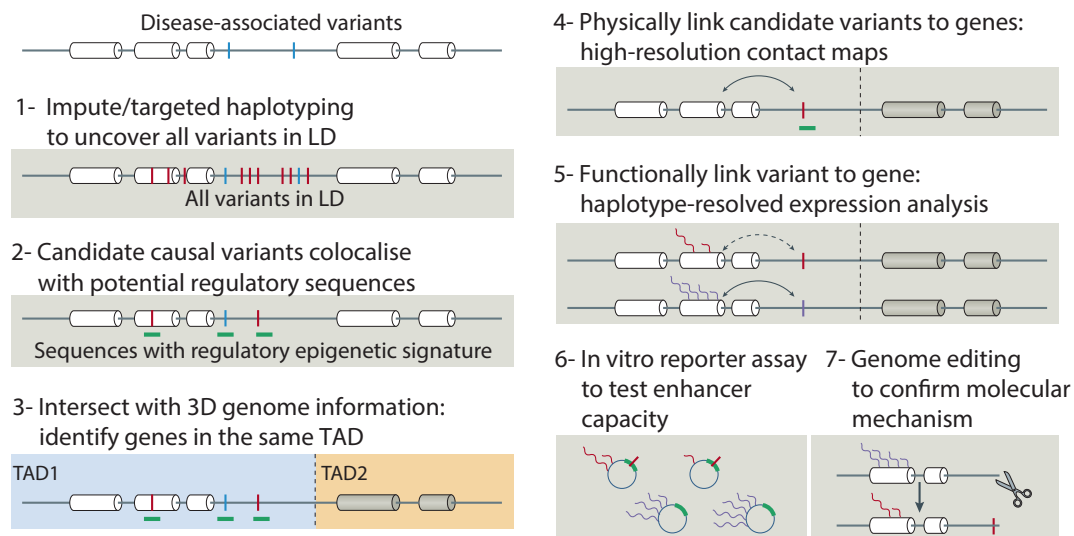 Disease-associated variants
1- Impute/targeted haplotyping
to uncover all variants in LD
All variants in LD
2- Candidate causal variants colocalise
with potential regulatory sequences
Sequences with regulatory epigenetic signature
3- Intersect with 3D genome information:
identify genes in the same TAD
TAD1
TAD2
4- Physically link candidate variants to genes:
high-resolution contact maps
5- Functionally link variant to gene:
haplotype-resolved expression analysis
6- In vitro reporter assay
to test enhancer
capacity
7- Genome editing
to confirm molecular
mechanism